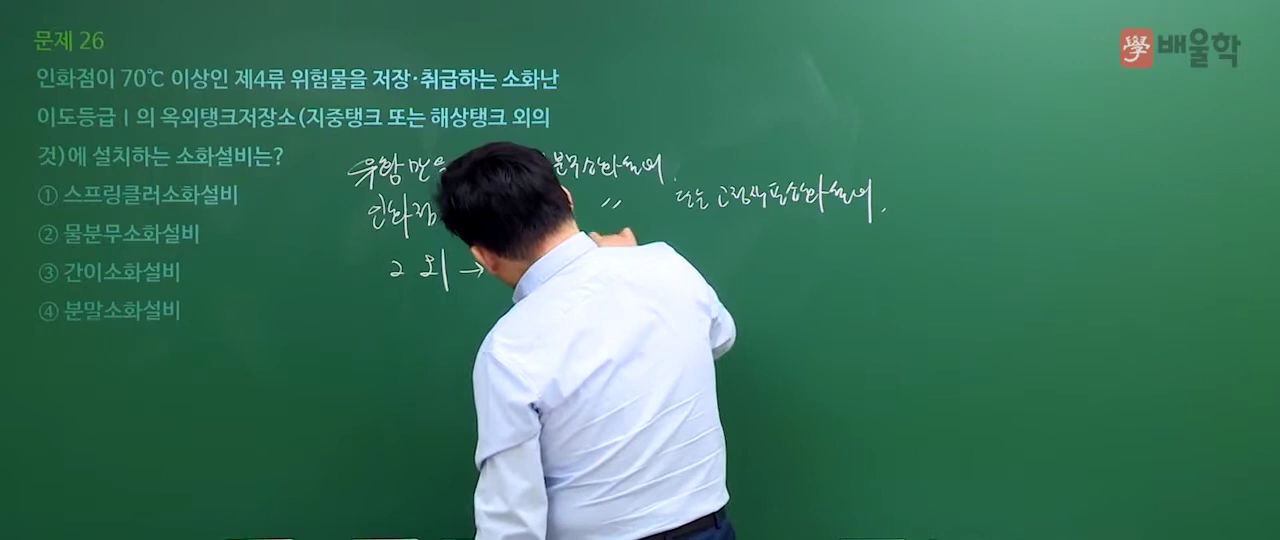 문제 26
學 배울학
인화점이 70℃ 이상인 제4류 위험물을 저장·취급하는 소화난
이도등급Ⅰ의 옥외탱크저장소(지중탱크 또는 해상탱크 외의
것)에 설치하는 소화설비는?
① 스프링클러소화설비
② 물분무소화설비
③ 간이소화설비
④ 분말소화설비
분무소화설비.
인화점 〃 또는 고정식포소화설비.
그 외 →